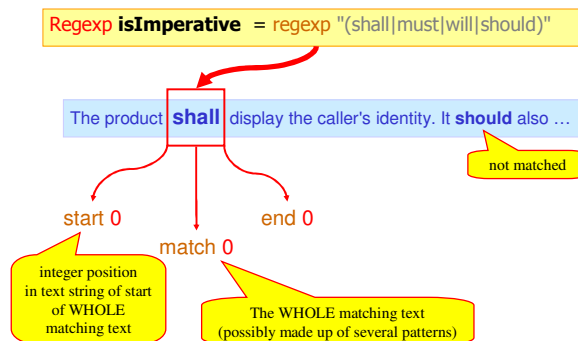 Regexp isImperative = regexp "(shall|must|will|should)"
The product shall display the caller's identity. It should also …
not matched
start 0
end 0
match 0
integer position
in text string of start
of WHOLE
matching text
The WHOLE matching text
(possibly made up of several patterns)